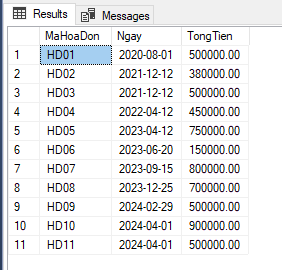 Results Messages
MaHoaDon Ngay TongTien
1 HD01 2020-08-01 500000.00
2 HD02 2021-12-12 380000.00
3 HD03 2021-12-12 500000.00
4 HD04 2022-04-12 450000.00
5 HD05 2023-04-12 750000.00
6 HD06 2023-06-20 150000.00
7 HD07 2023-09-15 800000.00
8 HD08 2023-12-25 700000.00
9 HD09 2024-02-29 500000.00
10 HD10 2024-04-01 900000.00
11 HD11 2024-04-01 500000.00